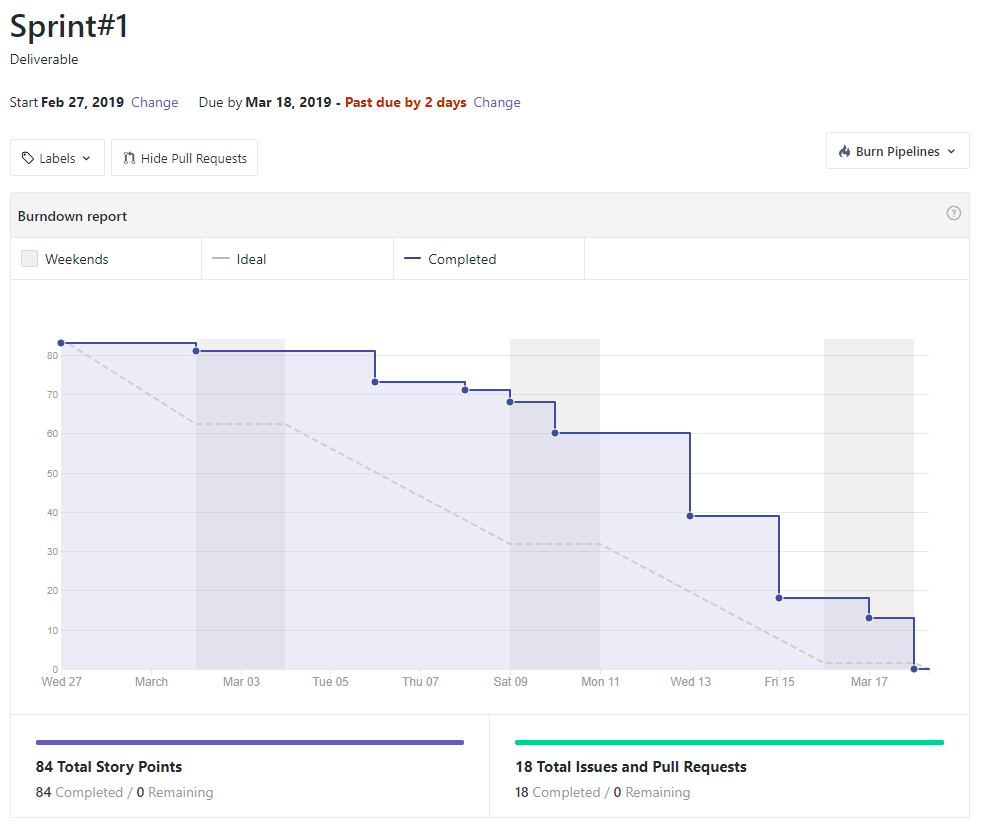 Sprint#1
Deliverable
Start Feb 27, 2019 Change Due by Mar 18, 2019 - Past due by 2 days Change
Labels Hide Pull Requests Burn Pipelines
Burndown report ?
Weekends Ideal Completed
80
70
60
50
40
30
20
10
0
Wed 27 March Mar 03 Tue 05 Thu 07 Sat 09 Mon 11 Wed 13 Fri 15 Mar 17
84 Total Story Points
84 Completed / 0 Remaining
18 Total Issues and Pull Requests
18 Completed / 0 Remaining